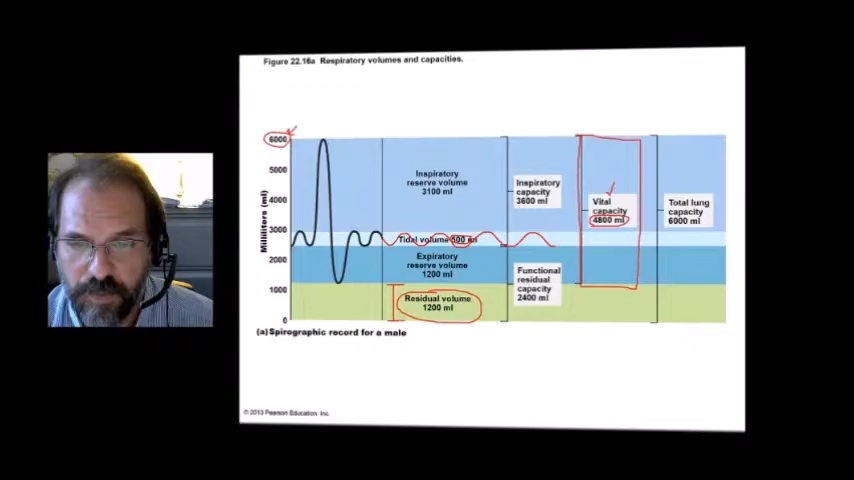 Figure 22.16a Respiratory volumes and capacities.
6000
5000
4000
3000
2000
1000
0
Milliliters (ml)
Inspiratory
reserve volume
3100 ml
Tidal volume 500 ml
Expiratory
reserve volume
1200 ml
Residual volume
1200 ml
Inspiratory
capacity
3600 ml
Functional
residual
capacity
2400 ml
Vital
capacity
4800 ml
Total lung
capacity
6000 ml
(a) Spirographic record for a male
© 2013 Pearson Education, Inc.